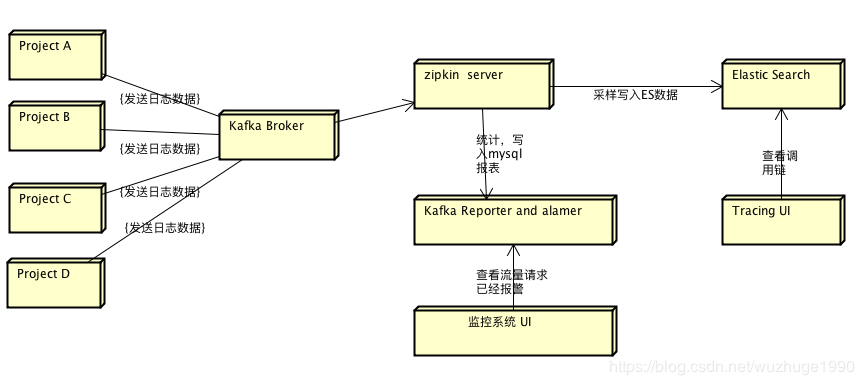 Project A
{发送日志数据}
Project B
{发送日志数据}
Project C
{发送日志数据}
Project D
{发送日志数据}
Kafka Broker
zipkin server
采样写入ES数据
Elastic Search
统计，写
入mysql
报表
查看调
用链
Kafka Reporter and alamer
Tracing UI
查看流量请求
已经报警
监控系统 UI
https://blog.csdn.net/wuzhuge1990